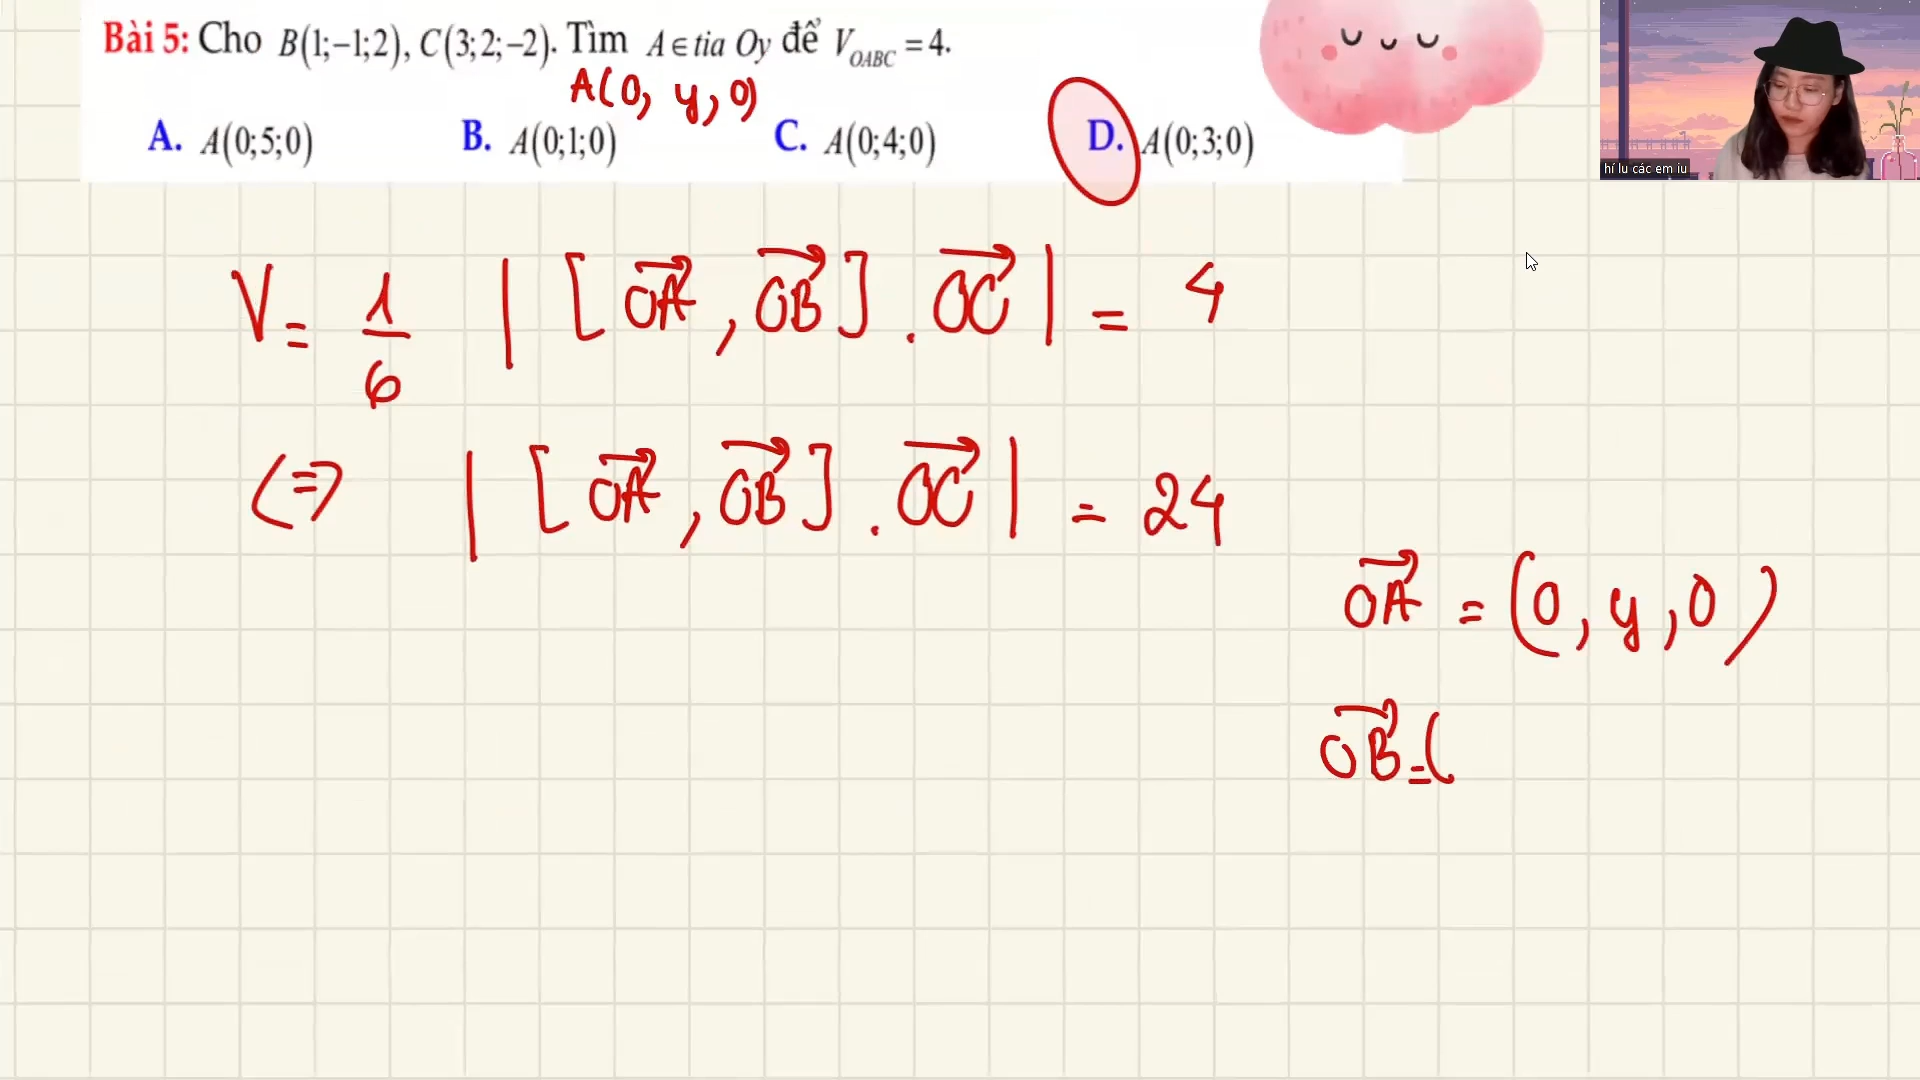 Bài 5: Cho B(1;−1;2), C(3;2;−2). Tìm A ∈ tia Oy để V_OABC = 4.
A(0, y, 0)
A. A(0;5;0) B. A(0;1;0) C. A(0;4;0) D. A(0;3;0)
hí lu các em iu
V = 1/6 |[OA→, OB→] . OC→| = 4
<=> |[OA→, OB→] . OC→| = 24
OA→ = (0, y, 0)
OB→ = (